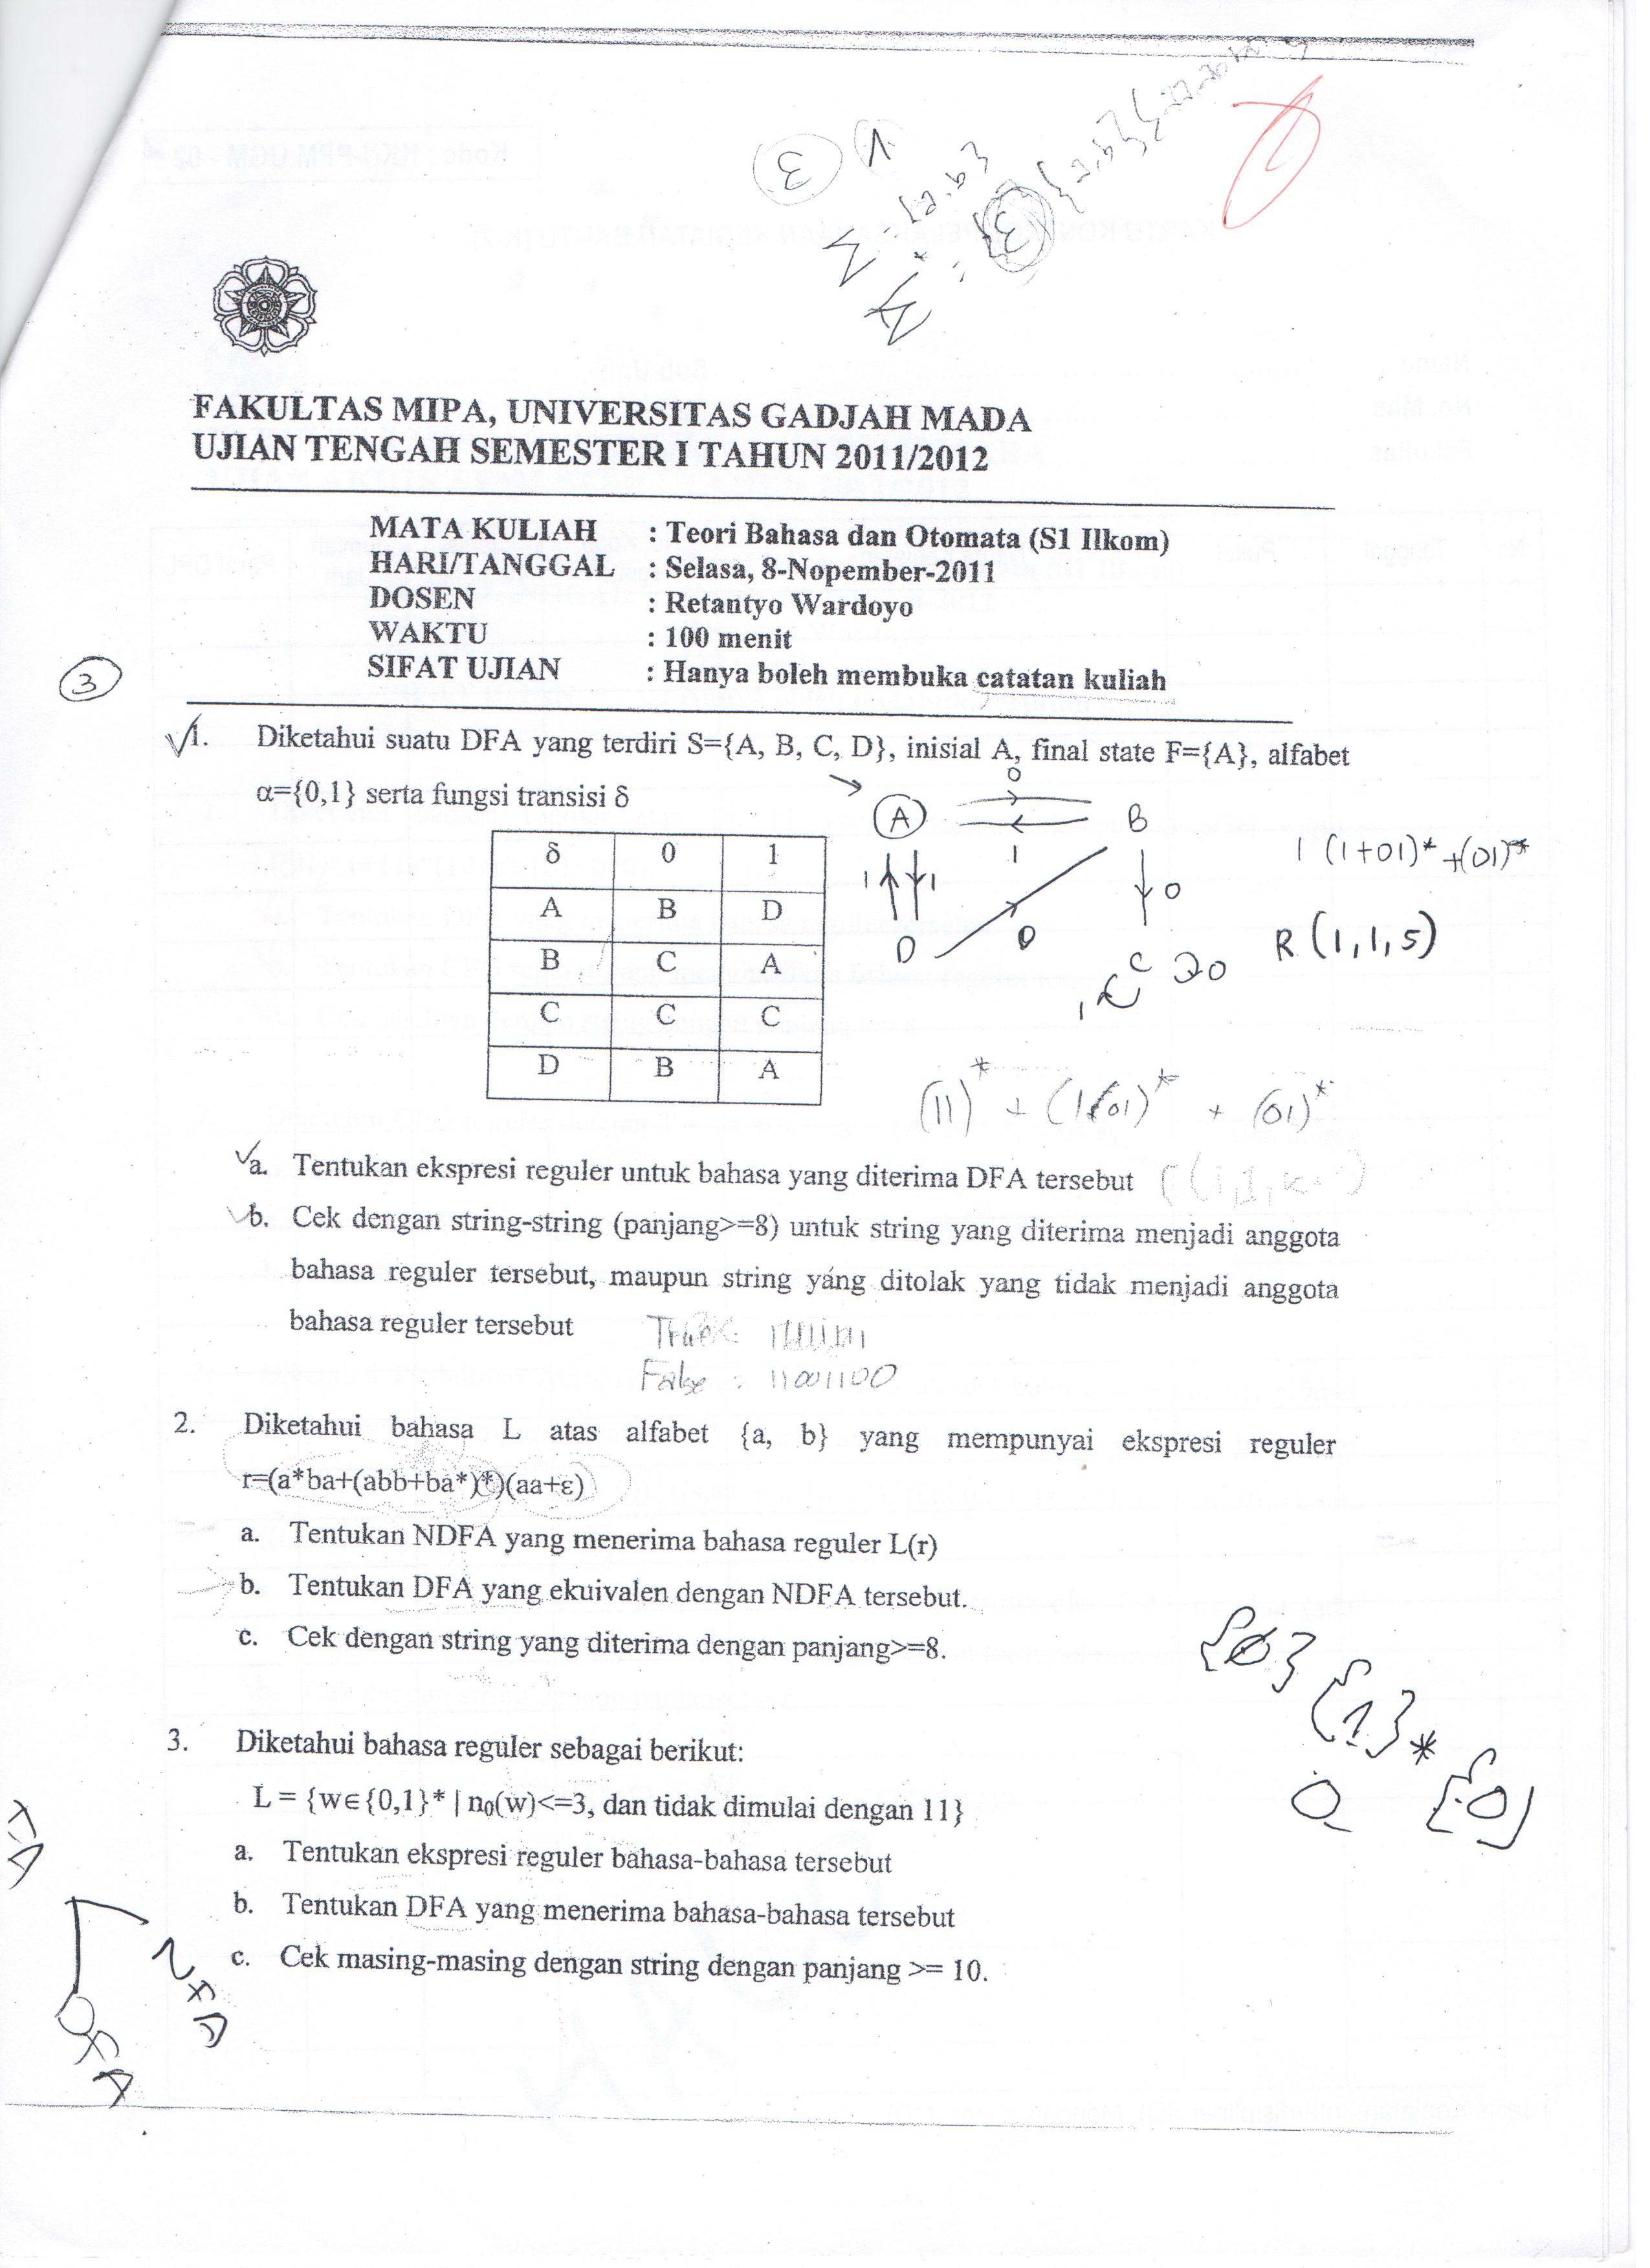 3
Λ
Σ = {a,b}
Σ* = {a,b}
FAKULTAS MIPA, UNIVERSITAS GADJAH MADA
UJIAN TENGAH SEMESTER I TAHUN 2011/2012
MATA KULIAH : Teori Bahasa dan Otomata (S1 Ilkom)
HARI/TANGGAL : Selasa, 8-Nopember-2011
DOSEN : Retantyo Wardoyo
WAKTU : 100 menit
SIFAT UJIAN : Hanya boleh membuka catatan kuliah
3
1. Diketahui suatu DFA yang terdiri S={A, B, C, D}, inisial A, final state F={A}, alfabet
α={0,1} serta fungsi transisi δ
δ 0 1
A B D
B C A
C C C
D B A
A 0 B
1
1 1 0
D 0 C 0
1
1 (1+01)* +(01)*
R (1,1,5)
(11)* + (1101)* + (01)*
a. Tentukan ekspresi reguler untuk bahasa yang diterima DFA tersebut
b. Cek dengan string-string (panjang>=8) untuk string yang diterima menjadi anggota
bahasa reguler tersebut, maupun string yang ditolak yang tidak menjadi anggota
bahasa reguler tersebut
False : 11001100
2. Diketahui bahasa L atas alfabet {a, b} yang mempunyai ekspresi reguler
r=(a*ba+(abb+ba*)*)(aa+ε)
a. Tentukan NDFA yang menerima bahasa reguler L(r)
b. Tentukan DFA yang ekuivalen dengan NDFA tersebut.
c. Cek dengan string yang diterima dengan panjang>=8.
{0} {1}* {0}
0
3. Diketahui bahasa reguler sebagai berikut:
L = {w∈{0,1}* | n₀(w)<=3, dan tidak dimulai dengan 11}
a. Tentukan ekspresi reguler bahasa-bahasa tersebut
b. Tentukan DFA yang menerima bahasa-bahasa tersebut
c. Cek masing-masing dengan string dengan panjang >= 10.
FA
NFA
DFA